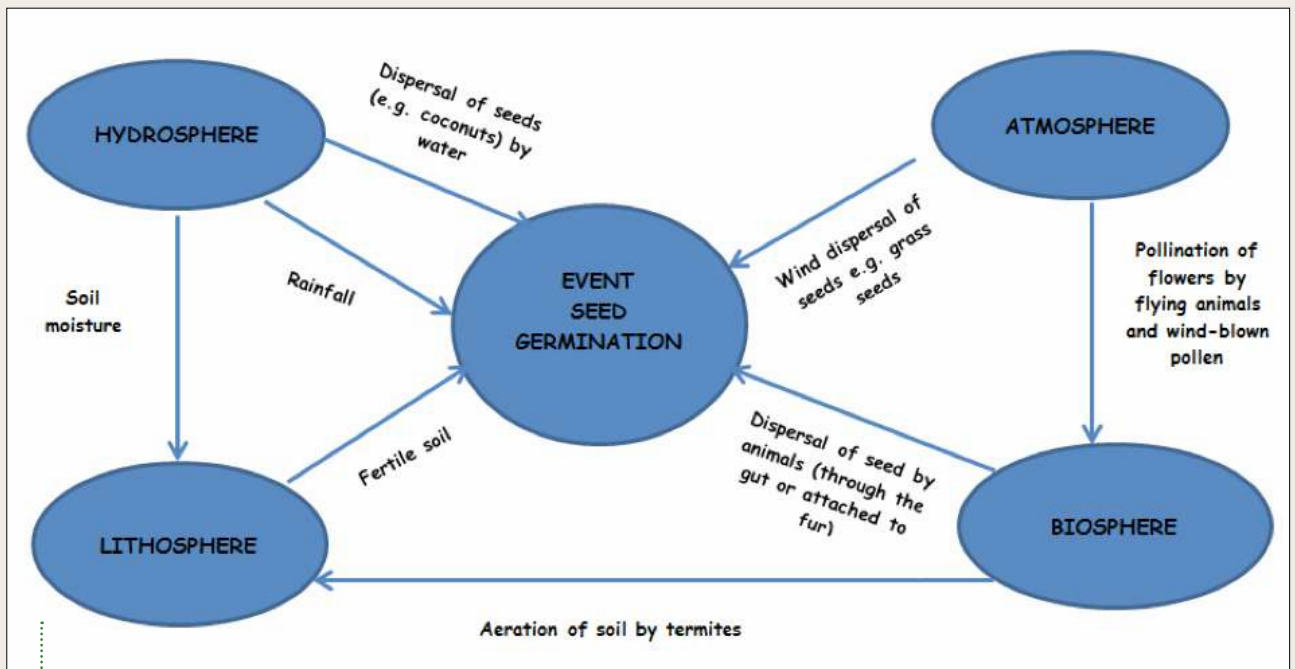 HYDROSPHERE
Dispersal of seeds
(e.g. coconuts) by
water
ATMOSPHERE
Rainfall
Soil
moisture
EVENT
SEED
GERMINATION
Wind dispersal of
seeds e.g. grass
seeds
Pollination of
flowers by
flying animals
and wind-blown
pollen
Fertile soil
Dispersal of seed by
animals (through the
gut or attached to
fur)
LITHOSPHERE
BIOSPHERE
Aeration of soil by termites